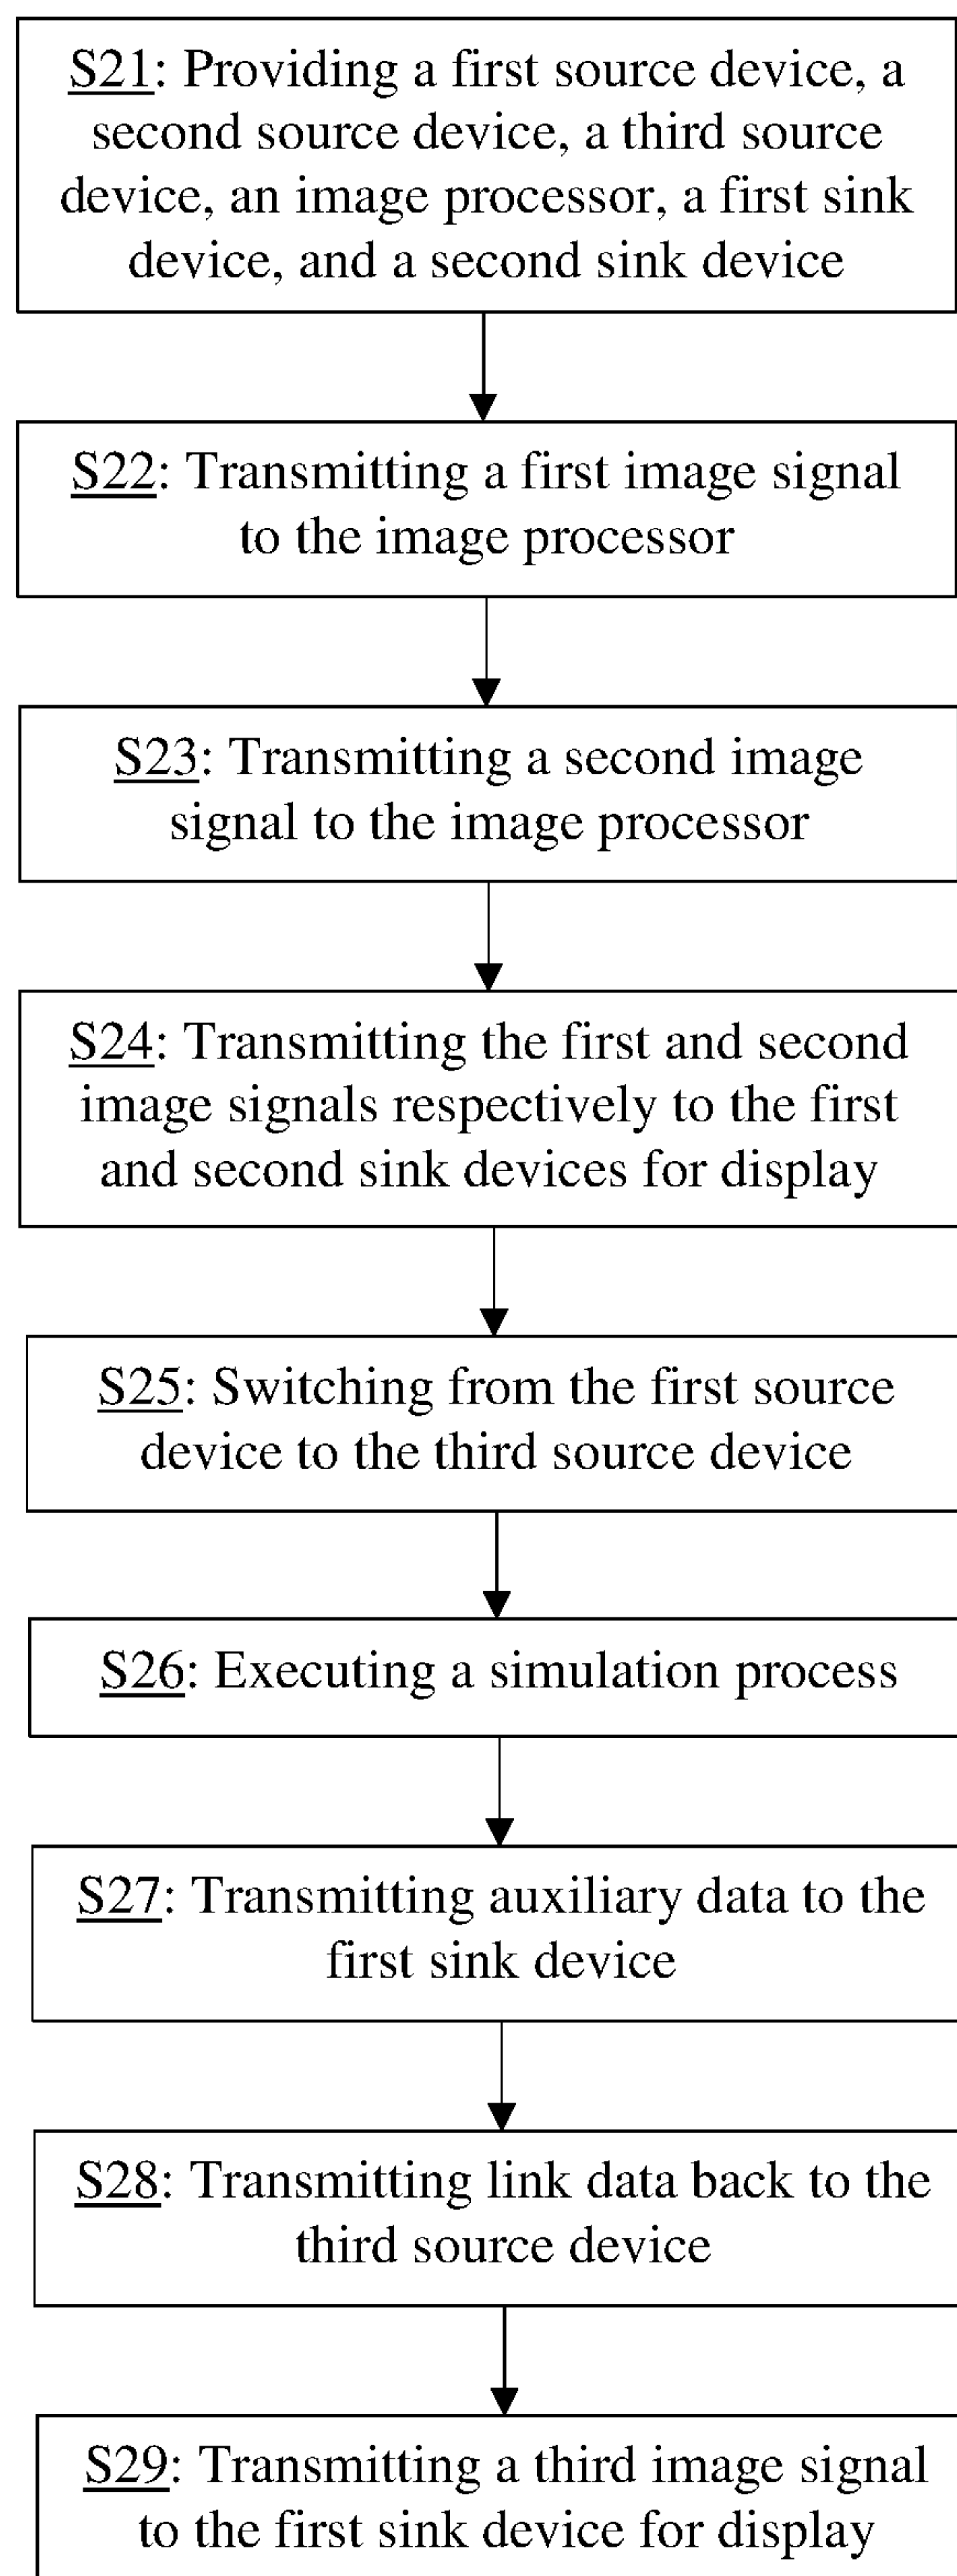 S21: Providing a first source device, a
second source device, a third source
device, an image processor, a first sink
device, and a second sink device
S22: Transmitting a first image signal
to the image processor
S23: Transmitting a second image
signal to the image processor
S24: Transmitting the first and second
image signals respectively to the first
and second sink devices for display
S25: Switching from the first source
device to the third source device
S26: Executing a simulation process
S27: Transmitting auxiliary data to the
first sink device
S28: Transmitting link data back to the
third source device
S29: Transmitting a third image signal
to the first sink device for display